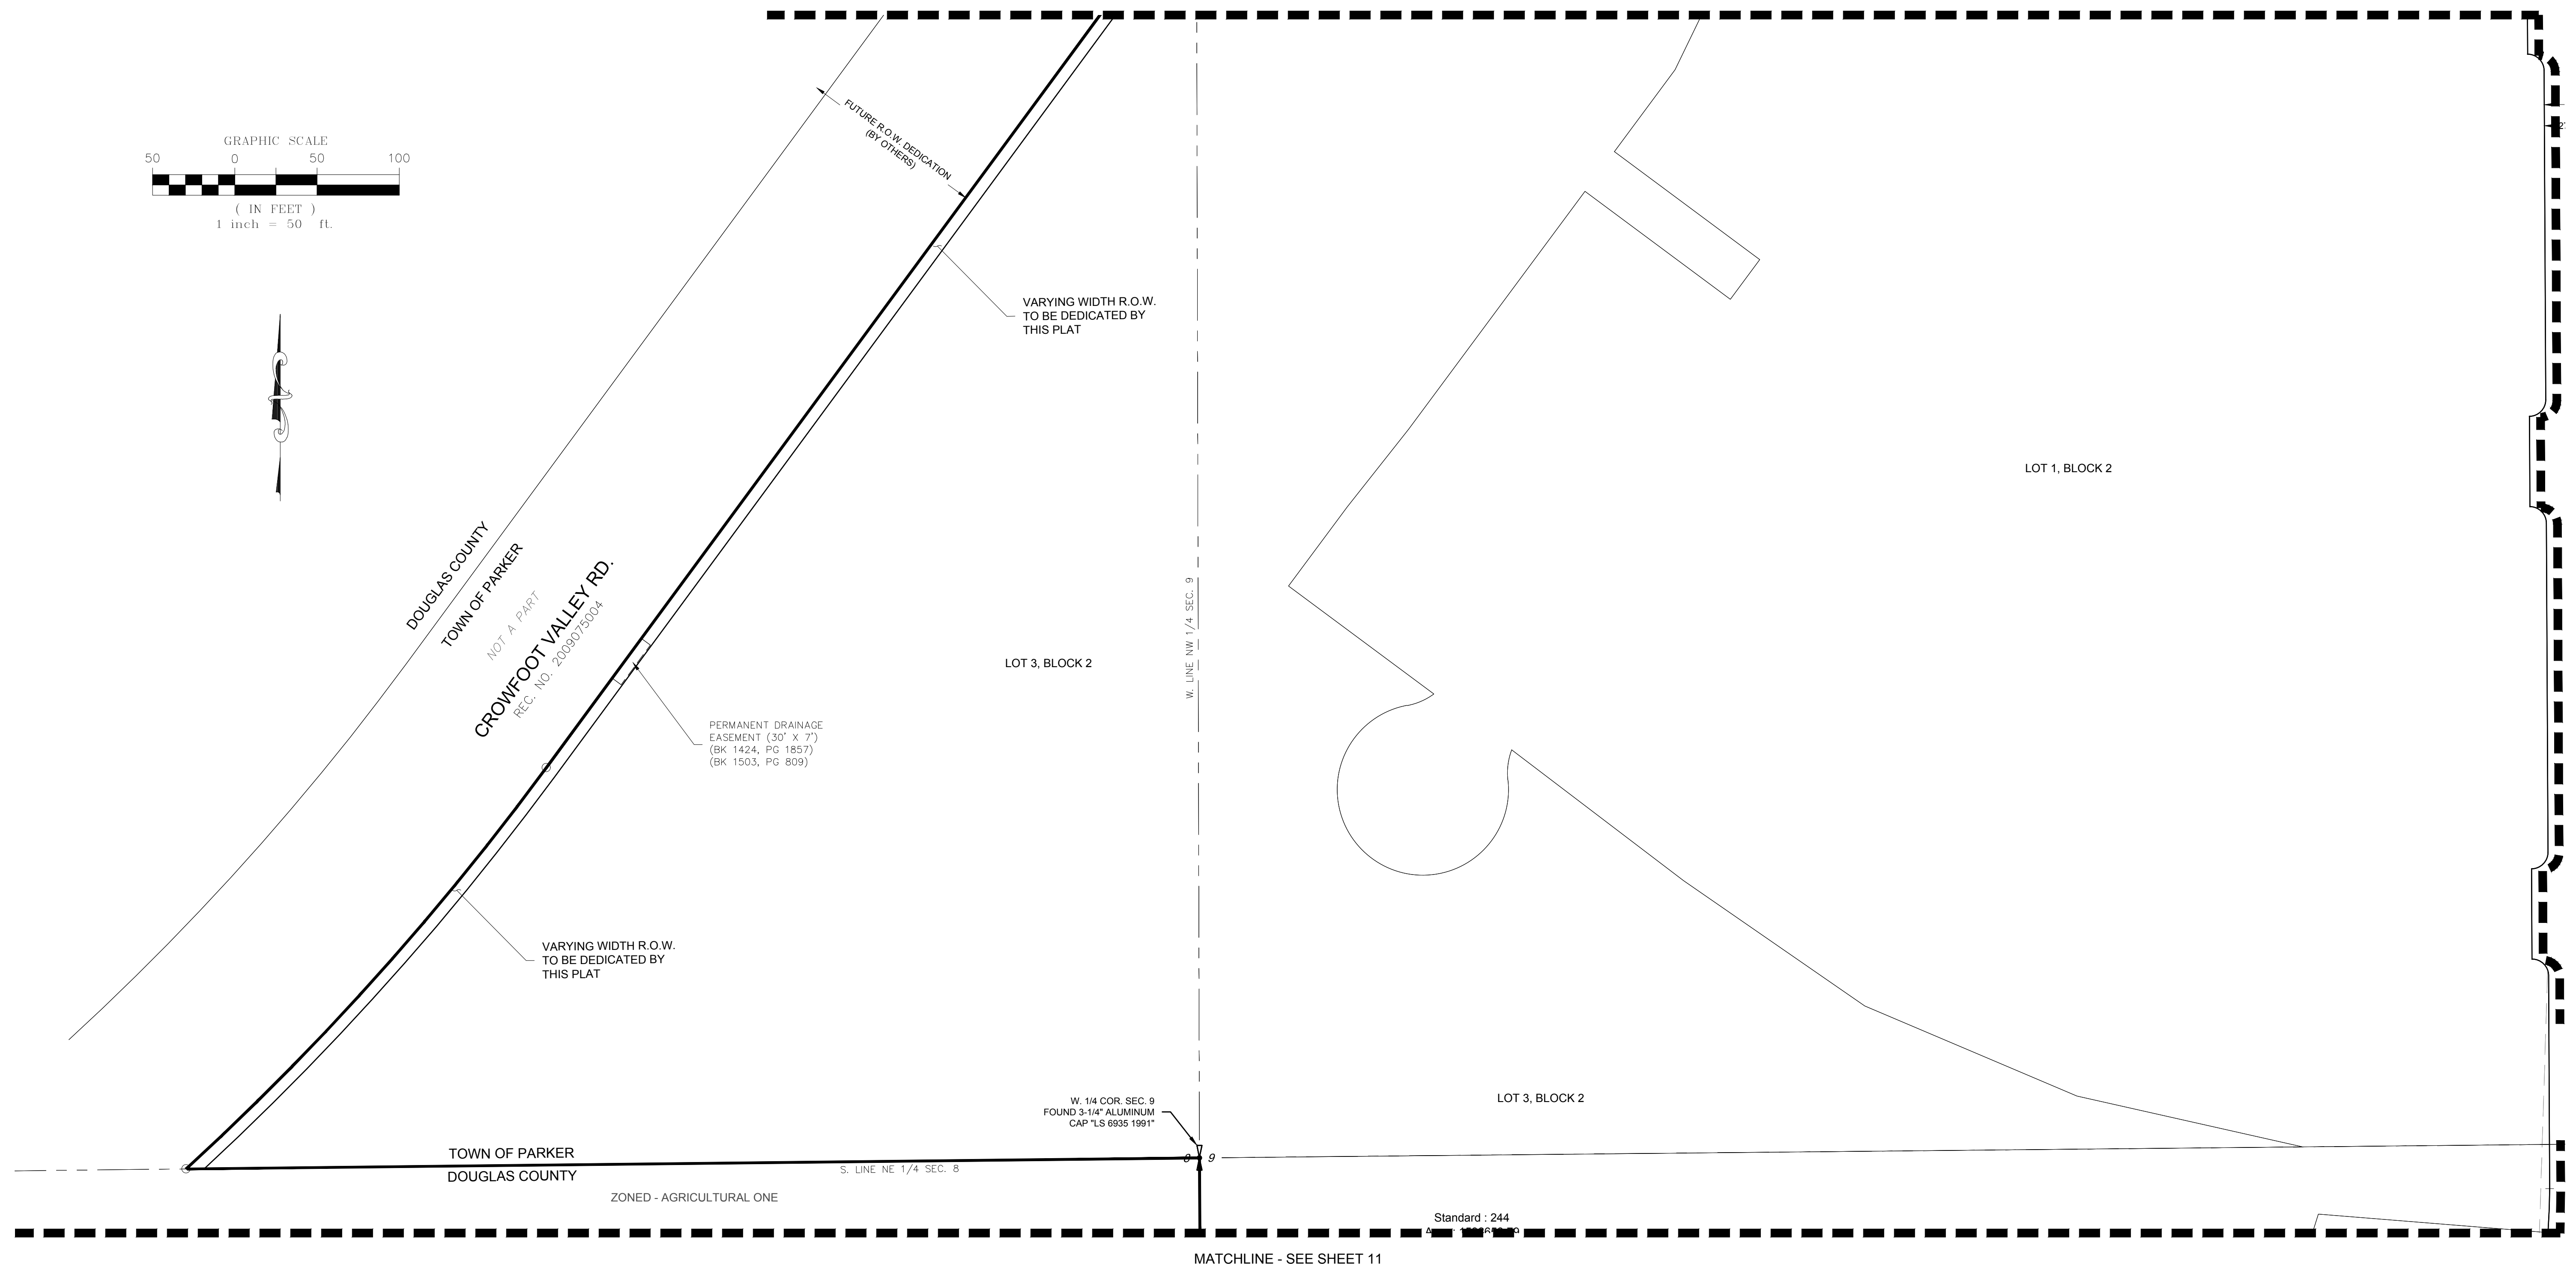 FUTURE R.O.W. DEDICATION
(BY OTHERS)
GRAPHIC SCALE
50 0 50 100
( IN FEET )
1 inch = 50 ft.
VARYING WIDTH R.O.W.
TO BE DEDICATED BY
THIS PLAT
LOT 1, BLOCK 2
DOUGLAS COUNTY
TOWN OF PARKER
NOT A PART
CROWFOOT VALLEY RD.
REC. NO. 2009075004
W. LINE NW 1/4 SEC. 9
LOT 3, BLOCK 2
PERMANENT DRAINAGE
EASEMENT (30' X 7')
(BK 1424, PG 1857)
(BK 1503, PG 809)
VARYING WIDTH R.O.W.
TO BE DEDICATED BY
THIS PLAT
W. 1/4 COR. SEC. 9
FOUND 3-1/4" ALUMINUM
CAP "LS 6935 1991"
LOT 3, BLOCK 2
TOWN OF PARKER
8 9
S. LINE NE 1/4 SEC. 8
DOUGLAS COUNTY
ZONED - AGRICULTURAL ONE
Standard : 244
MATCHLINE - SEE SHEET 11